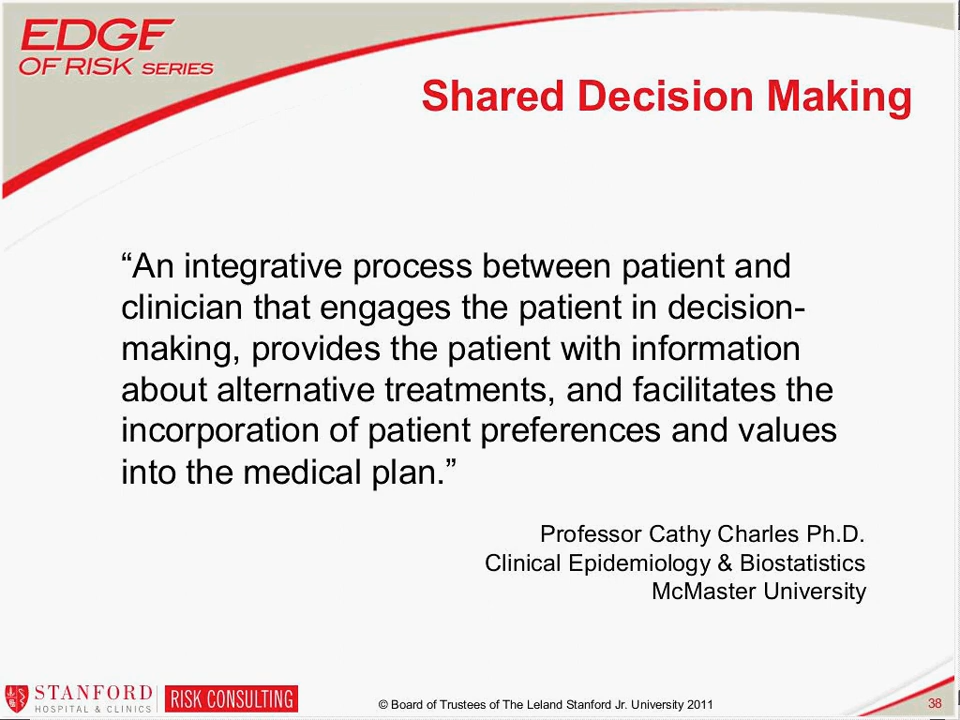 EDGE
OF RISK SERIES
Shared Decision Making
“An integrative process between patient and
clinician that engages the patient in decision-
making, provides the patient with information
about alternative treatments, and facilitates the
incorporation of patient preferences and values
into the medical plan.”
Professor Cathy Charles Ph.D.
Clinical Epidemiology & Biostatistics
McMaster University
STANFORD
HOSPITAL & CLINICS
RISK CONSULTING
© Board of Trustees of The Leland Stanford Jr. University 2011
38